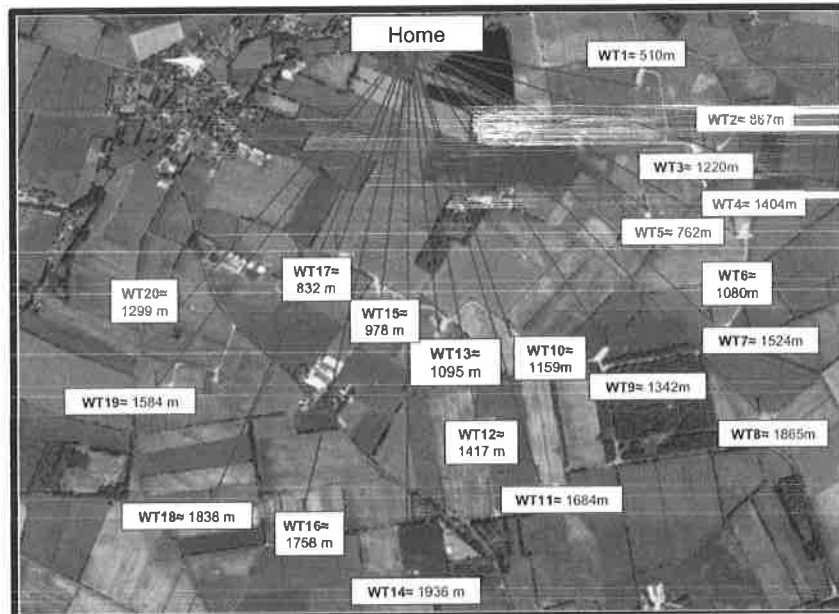 Home
WT1≈ 510m
WT2≈ 867m
WT3≈ 1220m
WT4≈ 1404m
WT5≈ 762m
WT17≈
832 m
WT6≈
1080m
WT20≈
1299 m
WT15≈
978 m
WT13≈
1095 m
WT10≈
1159m
WT7≈ 1524m
WT9≈ 1342m
WT19≈ 1584 m
WT12≈
1417 m
WT8≈ 1865m
WT11≈ 1684m
WT18≈ 1838 m
WT16≈
1758 m
WT14≈ 1936 m